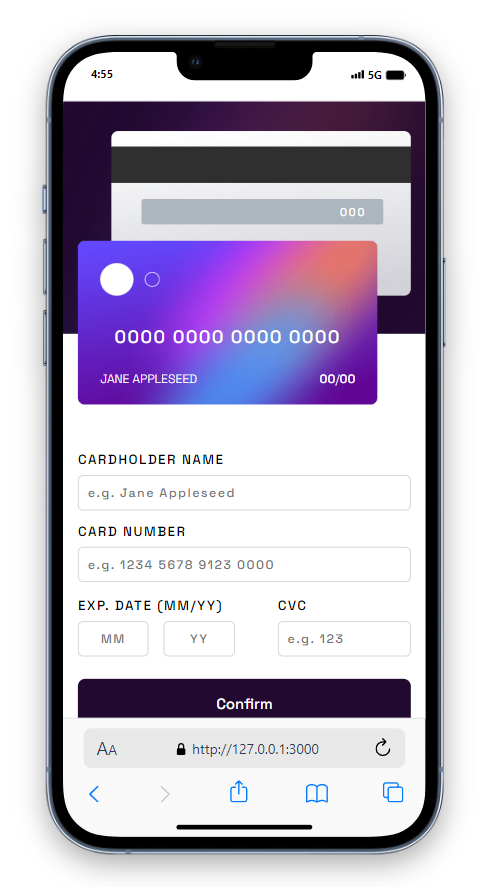 4:55 5G
000
0000 0000 0000 0000
JANE APPLESEED 00/00
CARDHOLDER NAME
e.g. Jane Appleseed
CARD NUMBER
e.g. 1234 5678 9123 0000
EXP. DATE (MM/YY) CVC
MM YY e.g. 123
Confirm
AA http://127.0.0.1:3000